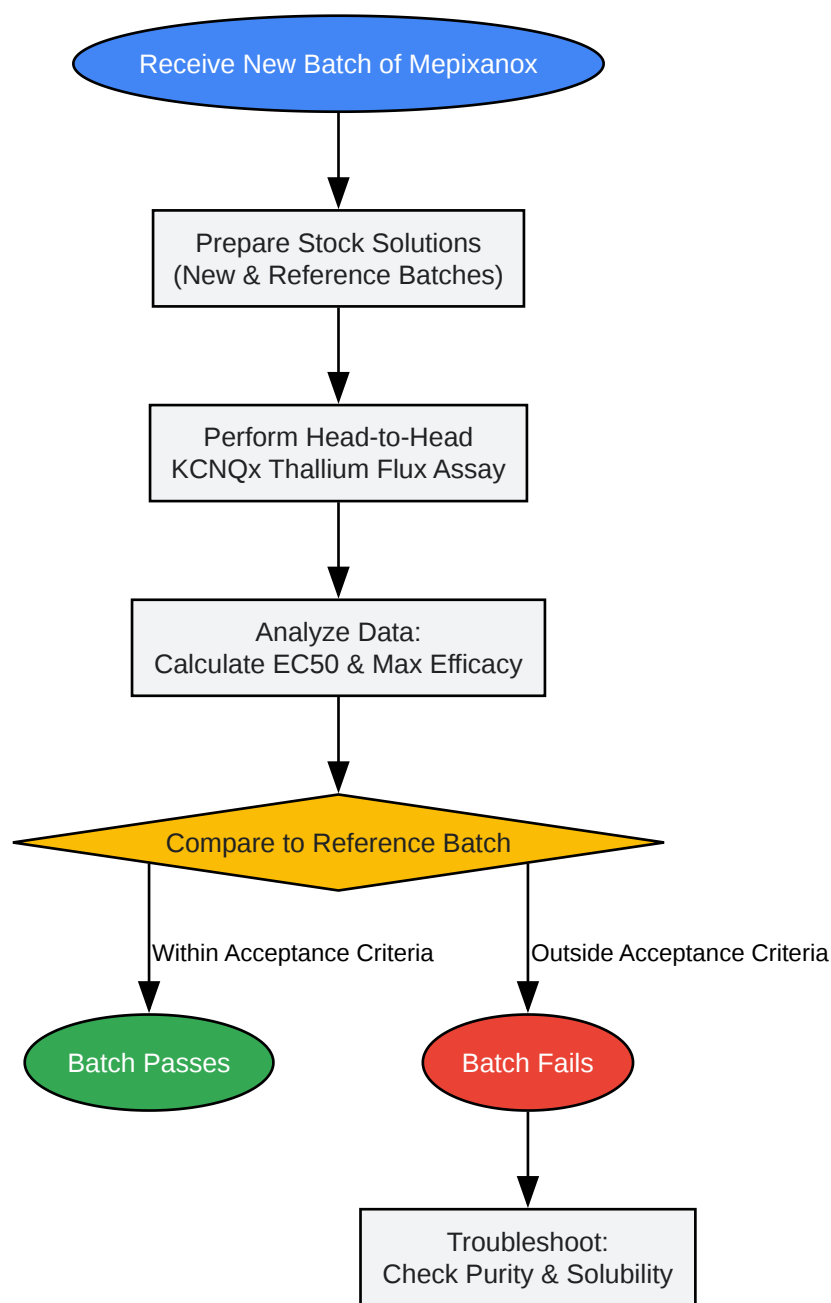 Receive New Batch of Mepixanox
Prepare Stock Solutions
(New & Reference Batches)
Perform Head-to-Head
KCNQx Thallium Flux Assay
Analyze Data:
Calculate EC50 & Max Efficacy
Compare to Reference Batch
Within Acceptance Criteria
Outside Acceptance Criteria
Batch Passes
Batch Fails
Troubleshoot:
Check Purity & Solubility